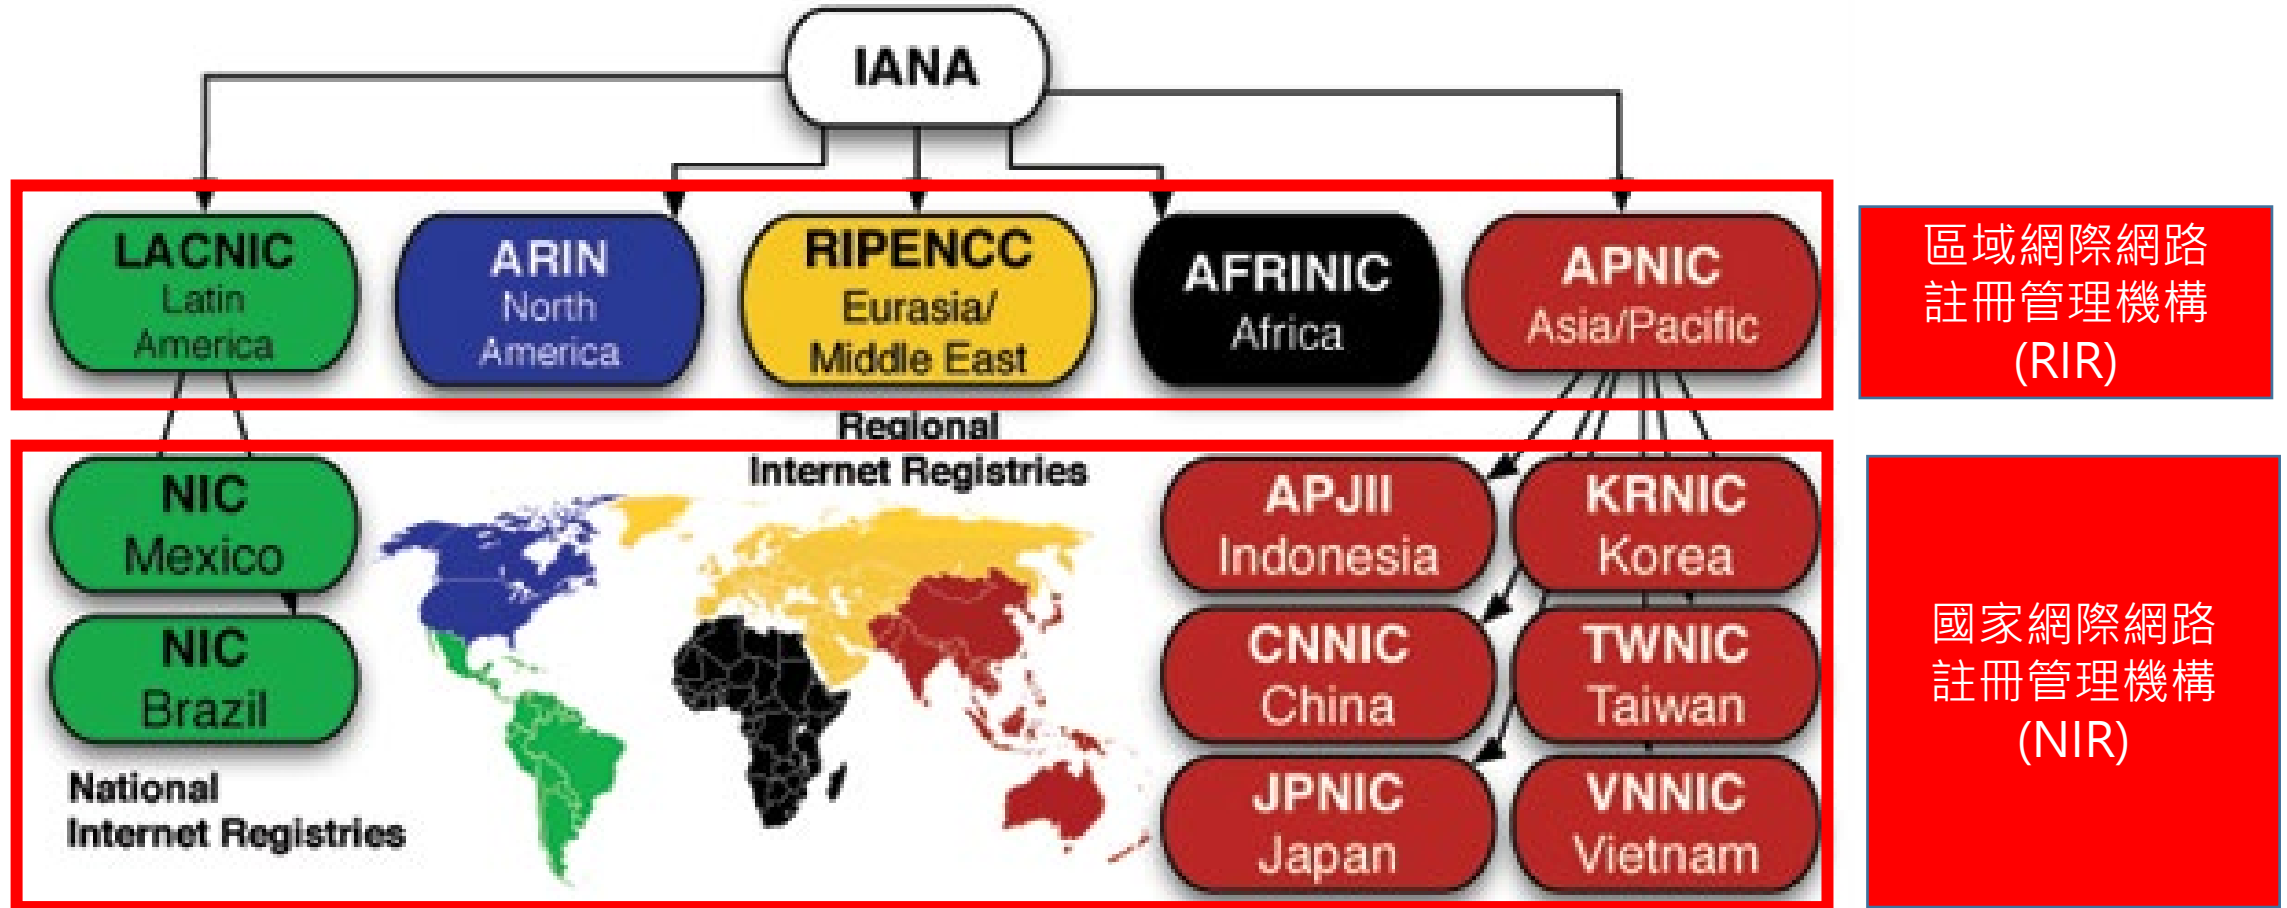 IANA
LACNIC
Latin
America
ARIN
North
America
RIPENCC
Eurasia/
Middle East
AFRINIC
Africa
APNIC
Asia/Pacific
區域網際網路
註冊管理機構
(RIR)
Regional
Internet Registries
NIC
Mexico
NIC
Brazil
National
Internet Registries
APJII
Indonesia
KRNIC
Korea
CNNIC
China
TWNIC
Taiwan
JPNIC
Japan
VNNIC
Vietnam
國家網際網路
註冊管理機構
(NIR)